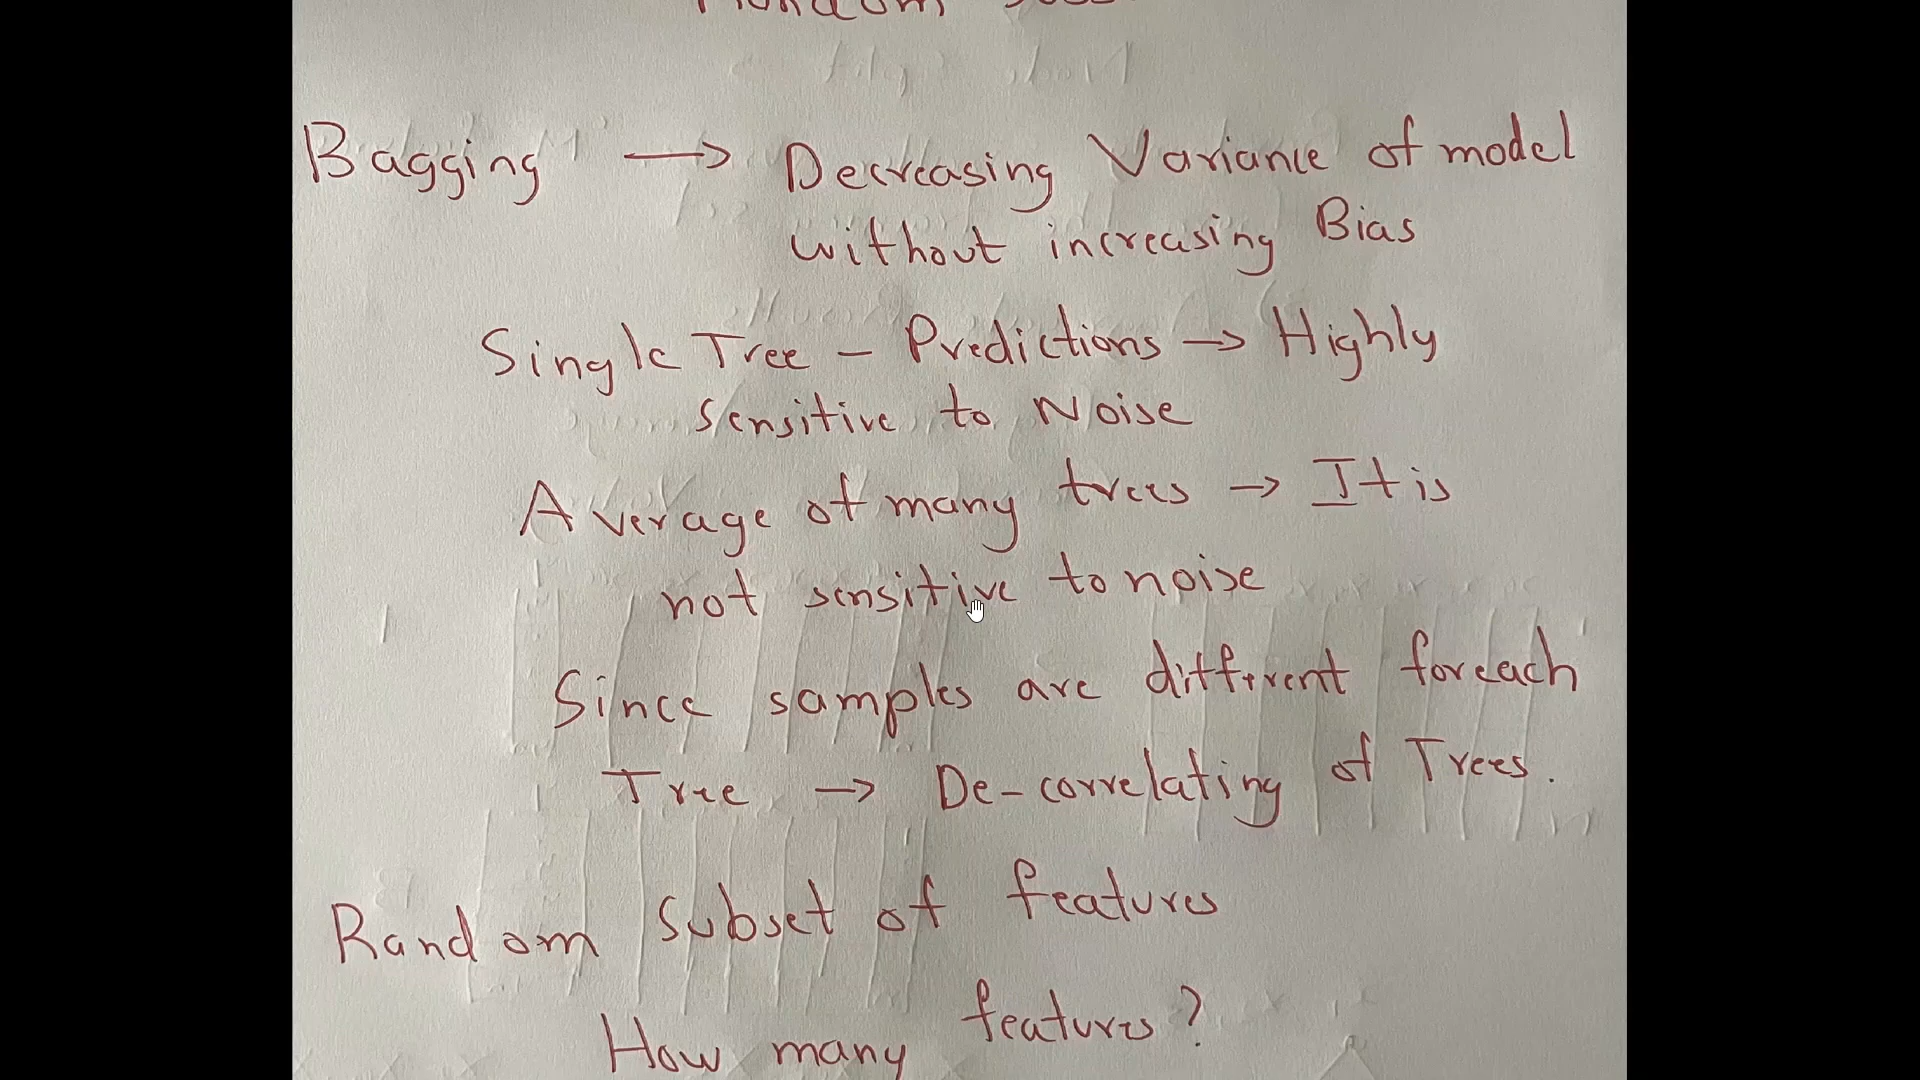 Random
Bagging → Decreasing Variance of model
without increasing Bias
Single Tree - Predictions → Highly
sensitive to Noise
Average of many trees → It is
not sensitive to noise
Since samples are different for each
Tree → De-correlating of Trees.
Random subset of features
How many features?